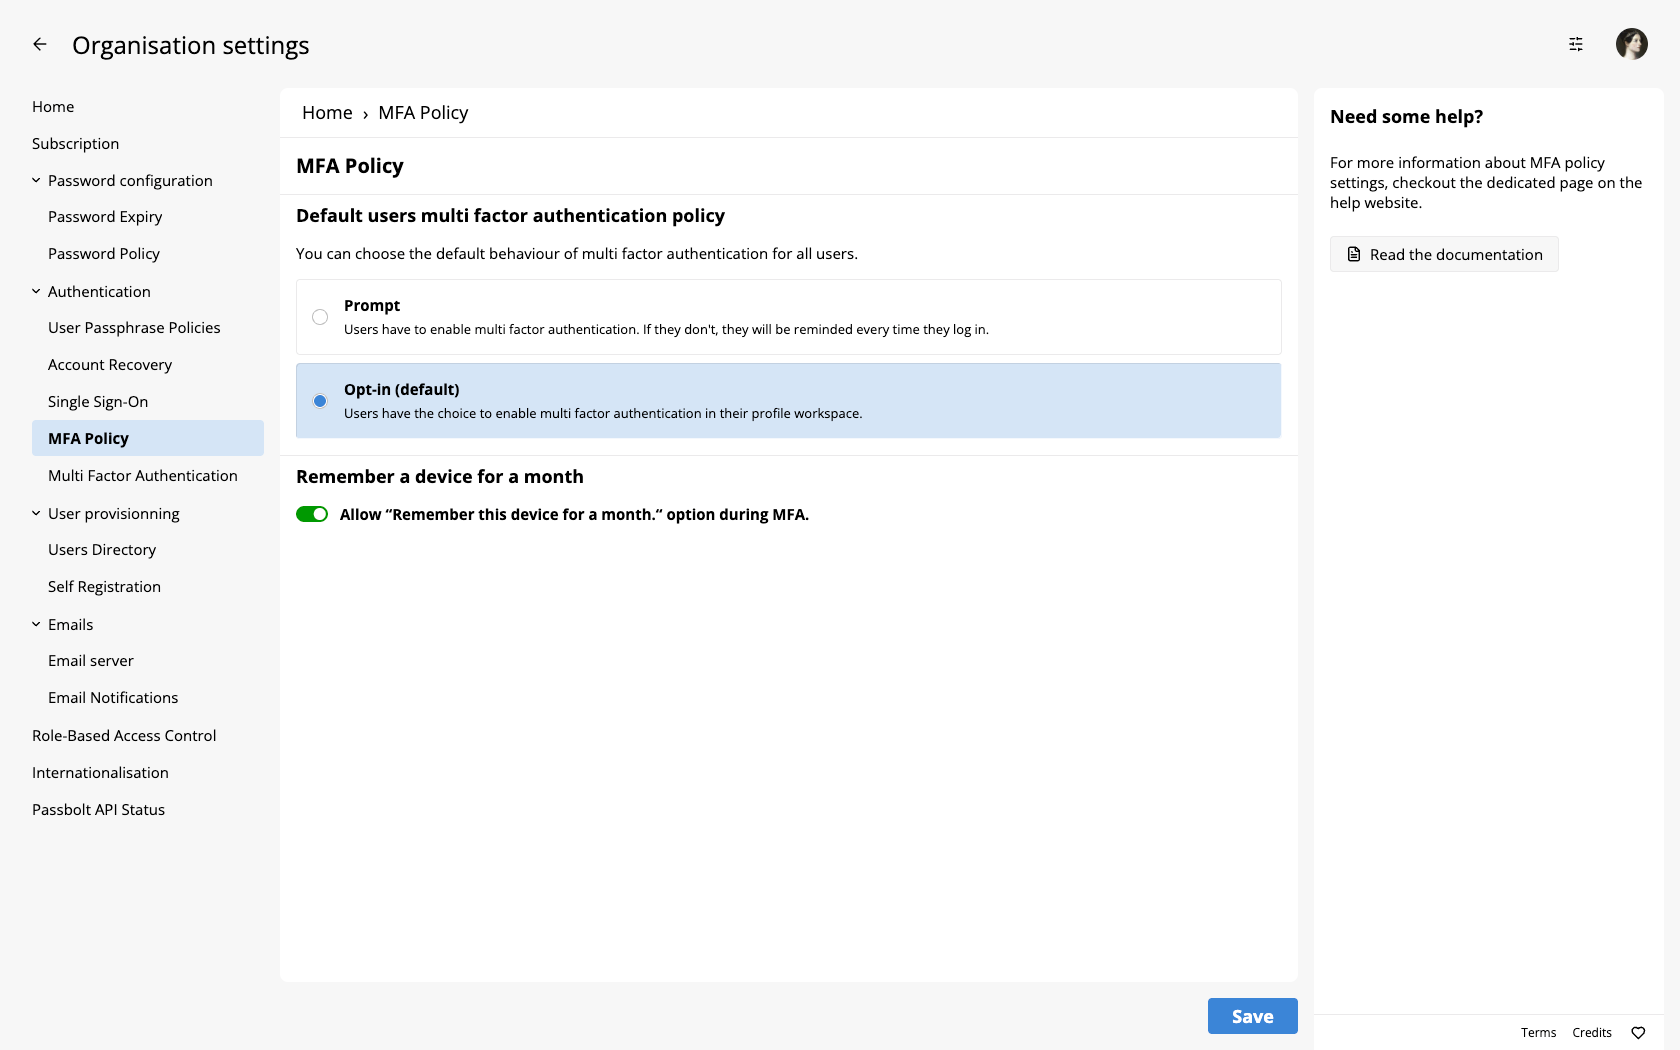 Organisation settings
Home
Subscription
Password configuration
Password Expiry
Password Policy
Authentication
User Passphrase Policies
Account Recovery
Single Sign-On
MFA Policy
Multi Factor Authentication
User provisionning
Users Directory
Self Registration
Emails
Email server
Email Notifications
Role-Based Access Control
Internationalisation
Passbolt API Status
Home › MFA Policy
MFA Policy
Default users multi factor authentication policy
You can choose the default behaviour of multi factor authentication for all users.
Prompt
Users have to enable multi factor authentication. If they don't, they will be reminded every time they log in.
Opt-in (default)
Users have the choice to enable multi factor authentication in their profile workspace.
Remember a device for a month
Allow “Remember this device for a month.“ option during MFA.
Save
Need some help?
For more information about MFA policy
settings, checkout the dedicated page on the
help website.
Read the documentation
Terms Credits